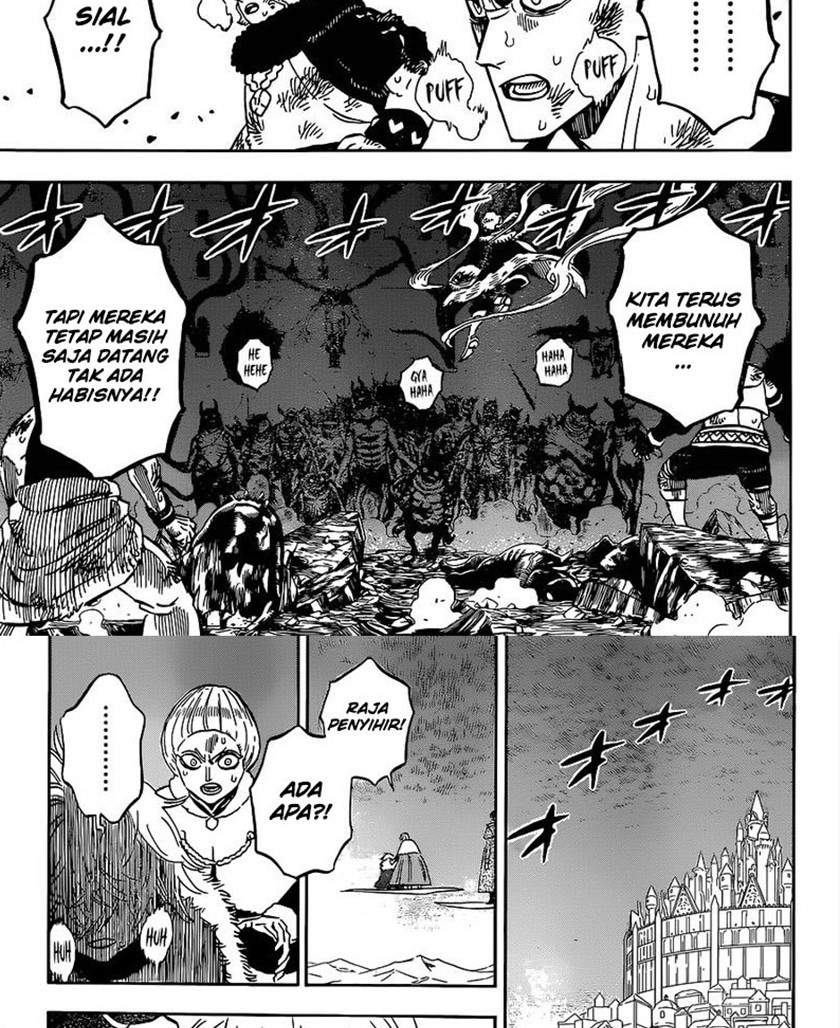 ..........
SIAL
...!!
PUFF
PUFF
KITA TERUS
MEMBUNUH
MEREKA
...
HAHA
HAHA
GYA
HAHA
HE
HEHE
TAPI MEREKA
TETAP MASIH
SAJA DATANG
TAK ADA
HABISNYA!!
RAJA
PENYIHIR!
ADA
APA?!
..........
HUH
HUH